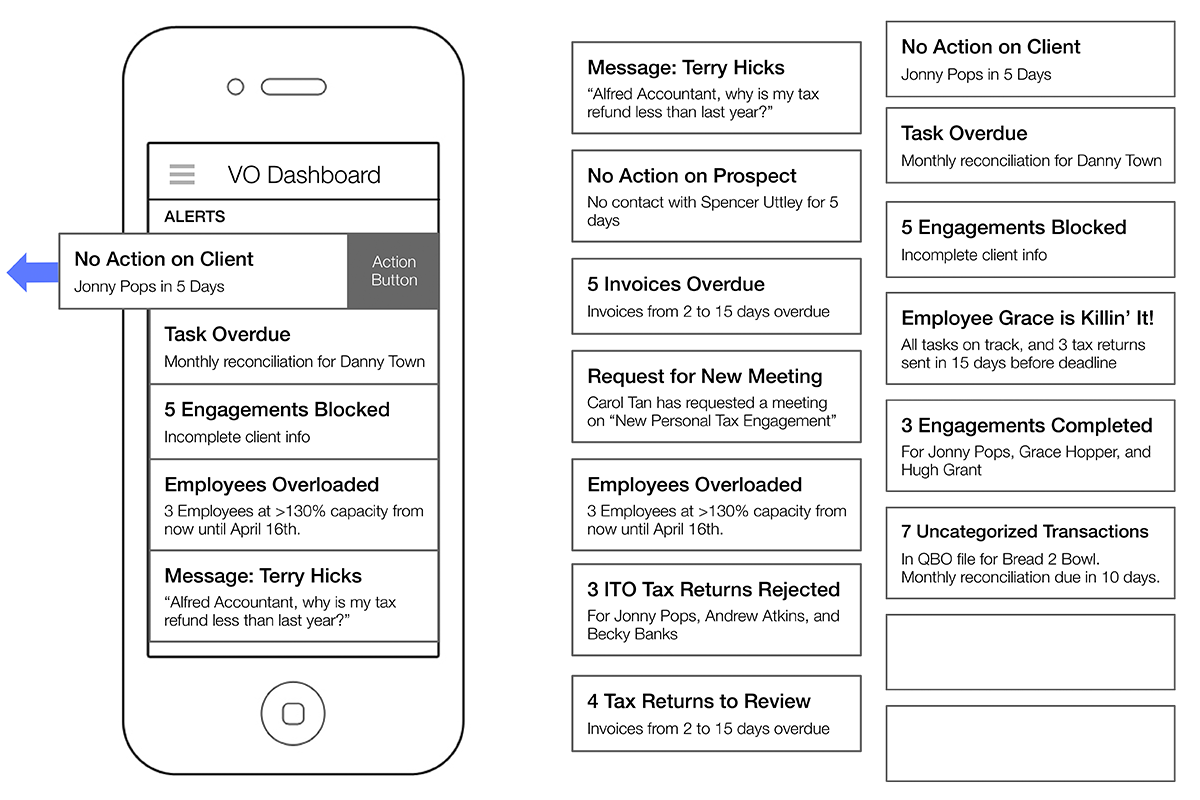 VO Dashboard
ALERTS
No Action on Client
Jonny Pops in 5 Days
Action
Button
Task Overdue
Monthly reconciliation for Danny Town
5 Engagements Blocked
Incomplete client info
Employees Overloaded
3 Employees at >130% capacity from
now until April 16th.
Message: Terry Hicks
“Alfred Accountant, why is my tax
refund less than last year?”
Message: Terry Hicks
“Alfred Accountant, why is my tax
refund less than last year?”
No Action on Prospect
No contact with Spencer Uttley for 5
days
5 Invoices Overdue
Invoices from 2 to 15 days overdue
Request for New Meeting
Carol Tan has requested a meeting
on “New Personal Tax Engagement”
Employees Overloaded
3 Employees at >130% capacity from
now until April 16th.
3 ITO Tax Returns Rejected
For Jonny Pops, Andrew Atkins, and
Becky Banks
4 Tax Returns to Review
Invoices from 2 to 15 days overdue
No Action on Client
Jonny Pops in 5 Days
Task Overdue
Monthly reconciliation for Danny Town
5 Engagements Blocked
Incomplete client info
Employee Grace is Killin’ It!
All tasks on track, and 3 tax returns
sent in 15 days before deadline
3 Engagements Completed
For Jonny Pops, Grace Hopper, and
Hugh Grant
7 Uncategorized Transactions
In QBO file for Bread 2 Bowl.
Monthly reconciliation due in 10 days.